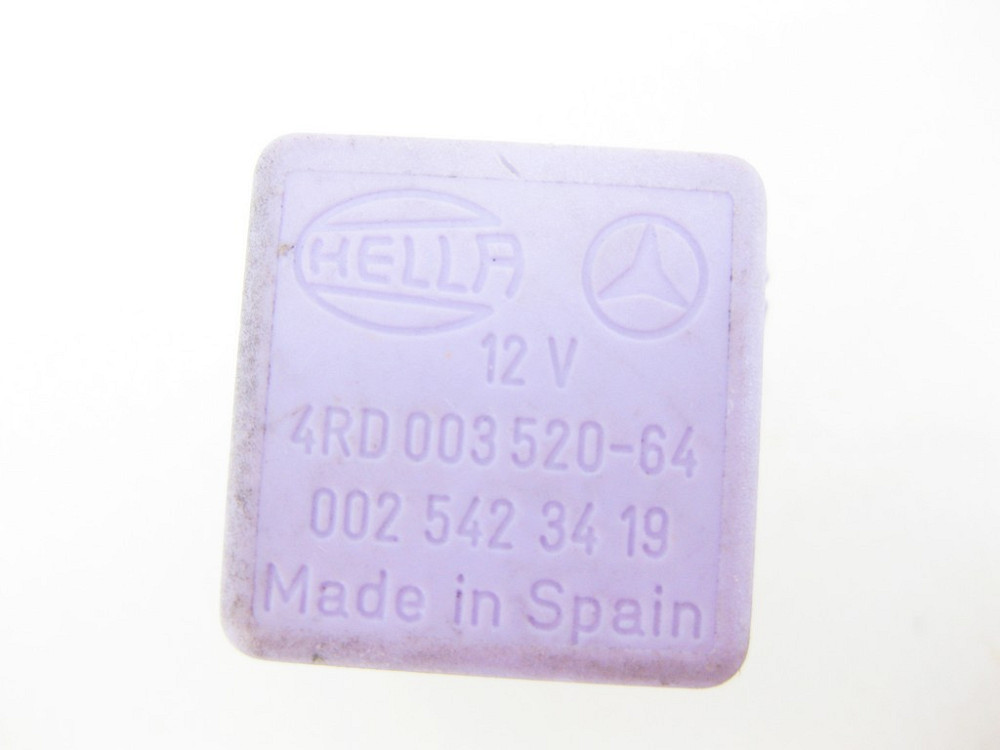 HELLA
12 V
4RD 003 520-64
002 542 34 19
Made in Spain